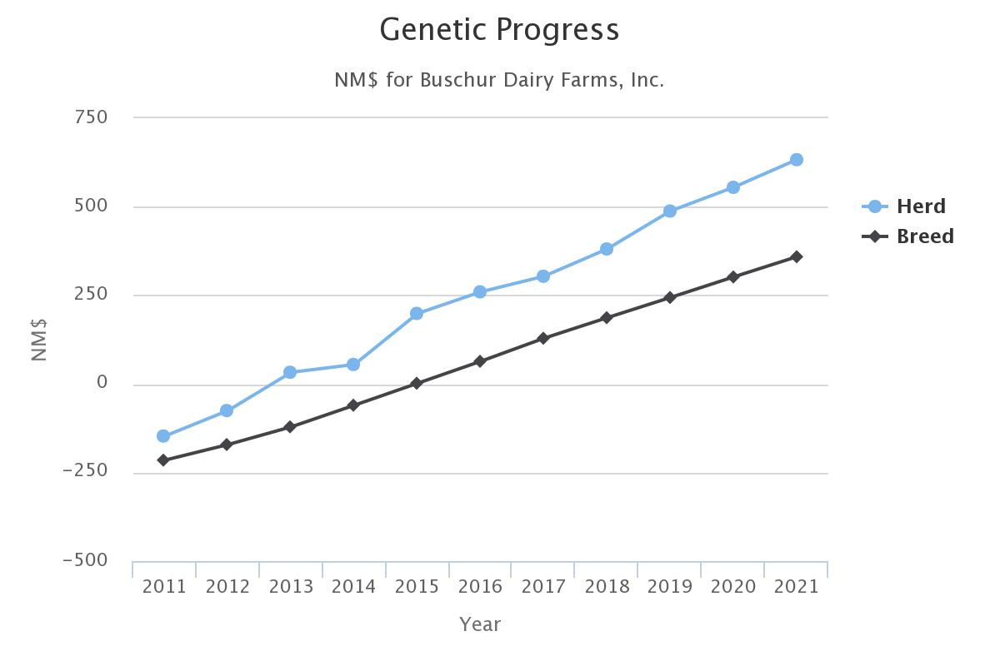 Genetic Progress
NM$ for Buschur Dairy Farms, Inc.
750
500
250
0
−250
−500
NM$
Herd
Breed
2011 2012 2013 2014 2015 2016 2017 2018 2019 2020 2021
Year